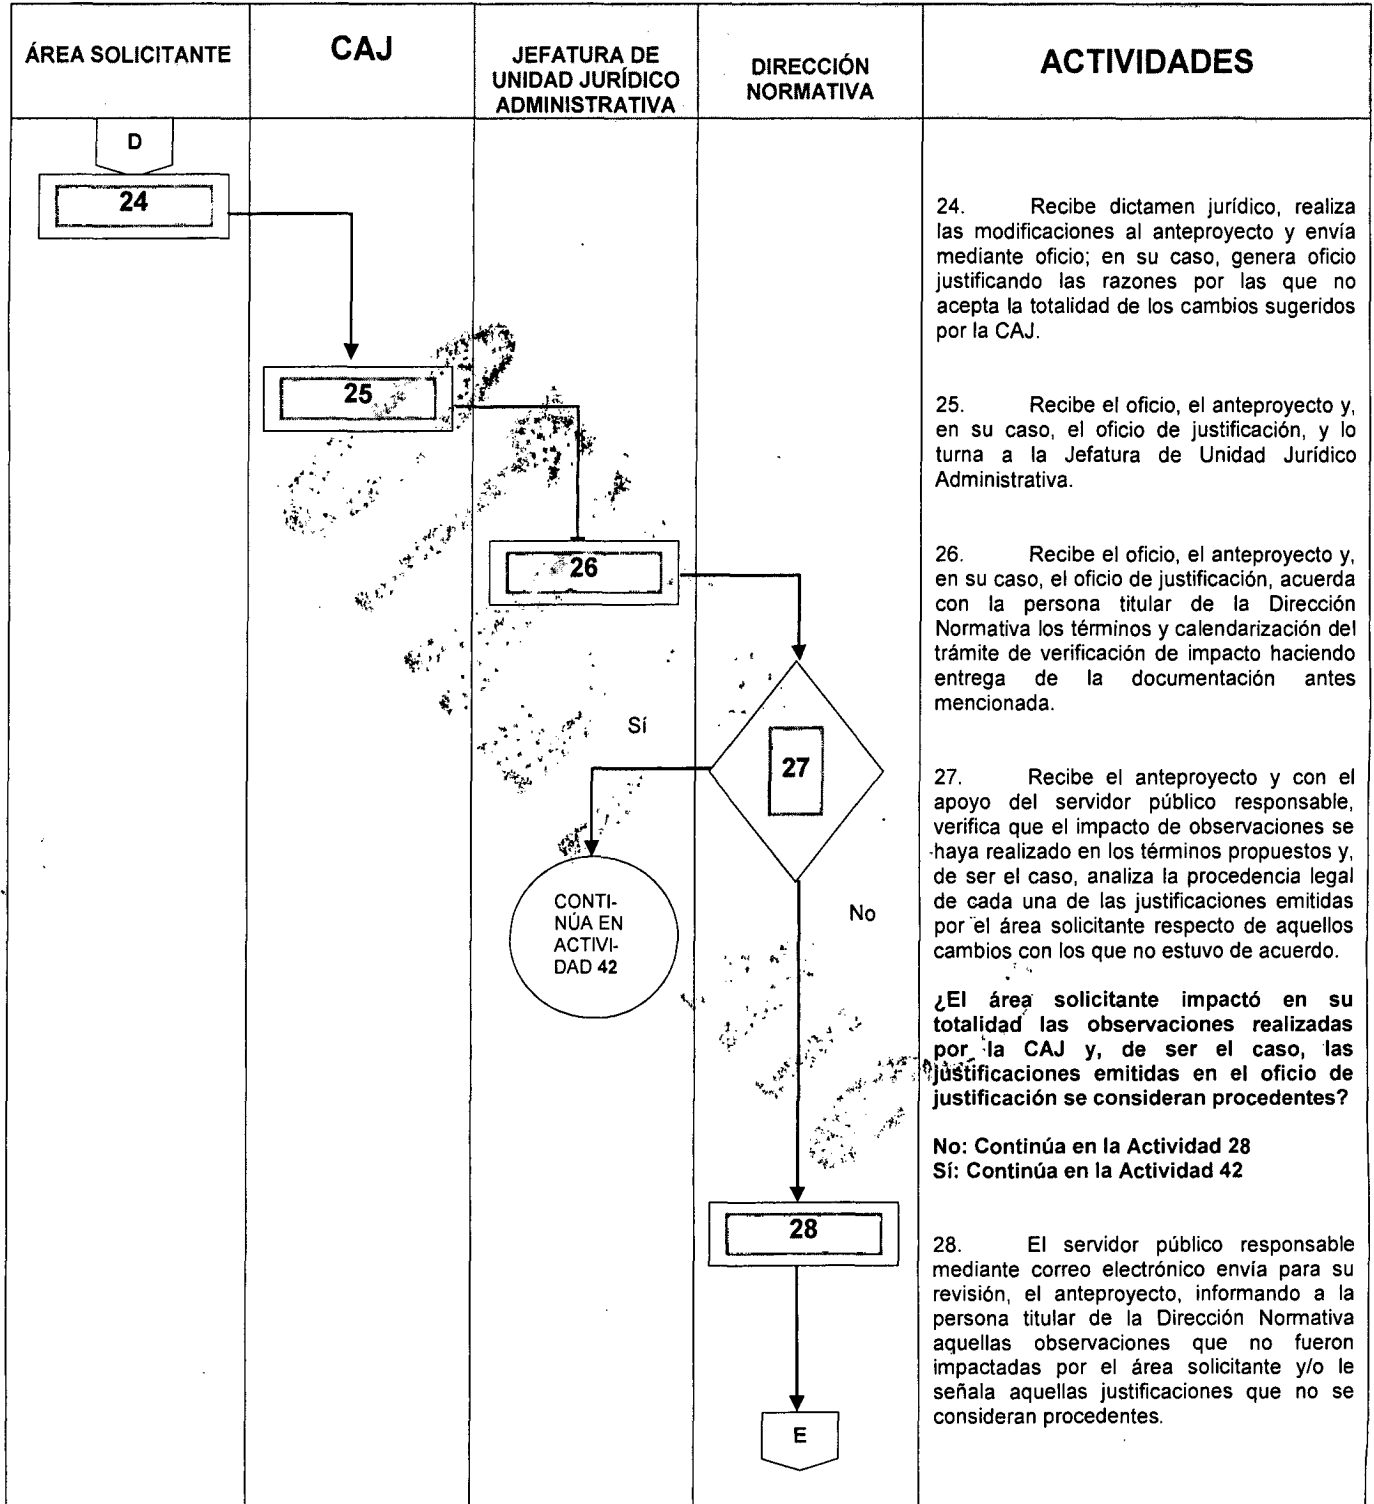 ÁREA SOLICITANTE
CAJ
JEFATURA DE
UNIDAD JURÍDICO
ADMINISTRATIVA
DIRECCIÓN
NORMATIVA
ACTIVIDADES
D
24
25
26
Sí
27
CONTI-
NÚA EN
ACTIVI-
DAD 42
No
28
E
24. Recibe dictamen jurídico, realiza
las modificaciones al anteproyecto y envía
mediante oficio; en su caso, genera oficio
justificando las razones por las que no
acepta la totalidad de los cambios sugeridos
por la CAJ.
25. Recibe el oficio, el anteproyecto y,
en su caso, el oficio de justificación, y lo
turna a la Jefatura de Unidad Jurídico
Administrativa.
26. Recibe el oficio, el anteproyecto y,
en su caso, el oficio de justificación, acuerda
con la persona titular de la Dirección
Normativa los términos y calendarización del
trámite de verificación de impacto haciendo
entrega de la documentación antes
mencionada.
27. Recibe el anteproyecto y con el
apoyo del servidor público responsable,
verifica que el impacto de observaciones se
haya realizado en los términos propuestos y,
de ser el caso, analiza la procedencia legal
de cada una de las justificaciones emitidas
por el área solicitante respecto de aquellos
cambios con los que no estuvo de acuerdo.
¿El área solicitante impactó en su
totalidad las observaciones realizadas
por la CAJ y, de ser el caso, las
justificaciones emitidas en el oficio de
justificación se consideran procedentes?
No: Continúa en la Actividad 28
Sí: Continúa en la Actividad 42
28. El servidor público responsable
mediante correo electrónico envía para su
revisión, el anteproyecto, informando a la
persona titular de la Dirección Normativa
aquellas observaciones que no fueron
impactadas por el área solicitante y/o le
señala aquellas justificaciones que no se
consideran procedentes.